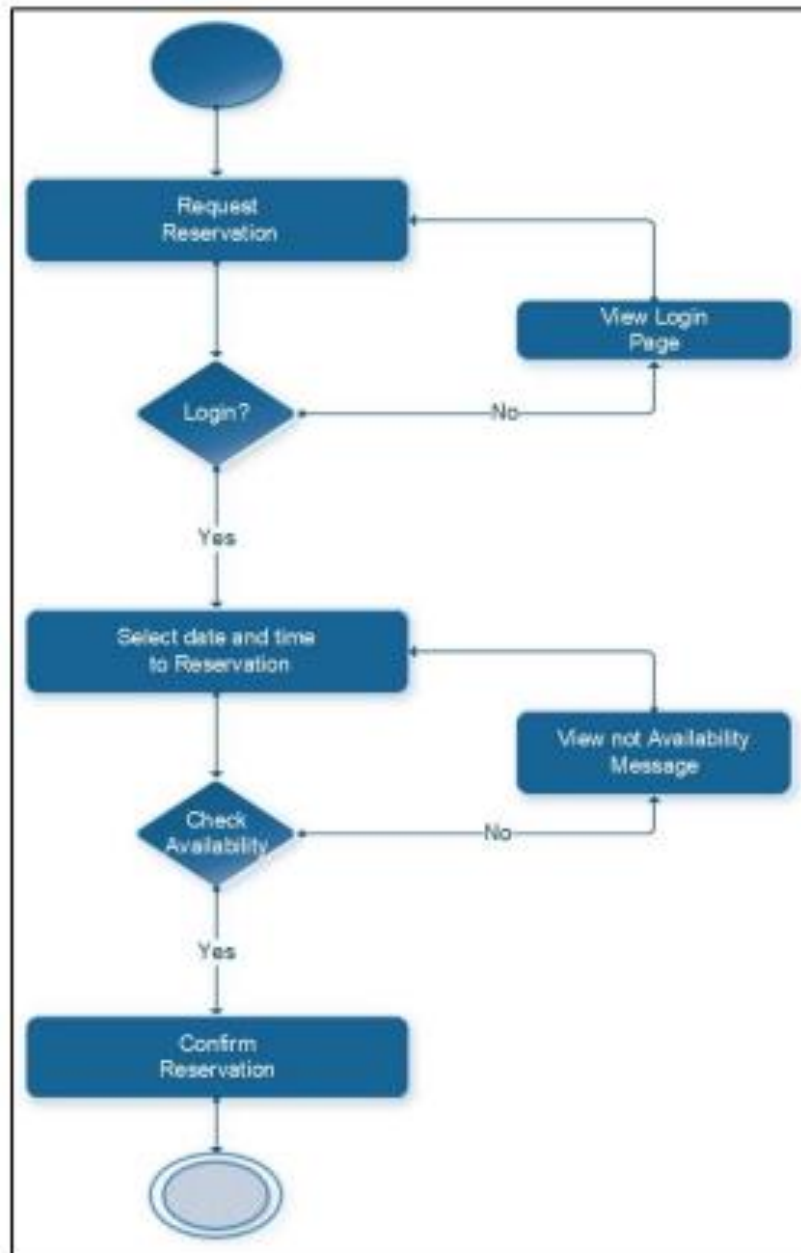 Request
Reservation
View Login
Page
Login?
No
Yes
Select date and time
to Reservation
View not Availability
Message
Check
Availability
No
Yes
Confirm
Reservation